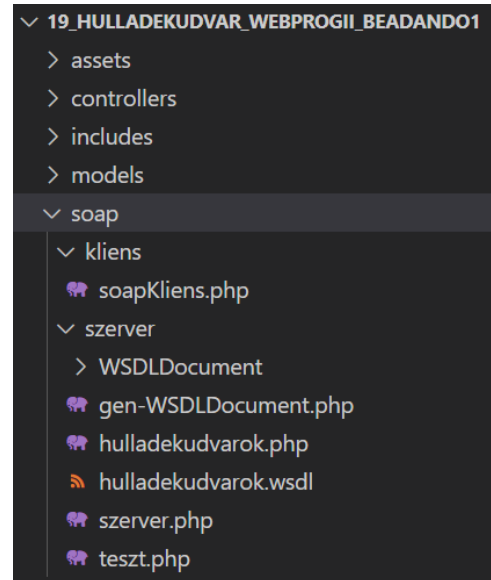 19_HULLADEKUDVAR_WEBPROGII_BEADANDO1
assets
controllers
includes
models
soap
kliens
soapKliens.php
szerver
WSDLDocument
gen-WSDLDocument.php
hulladekudvarok.php
hulladekudvarok.wsdl
szerver.php
teszt.php